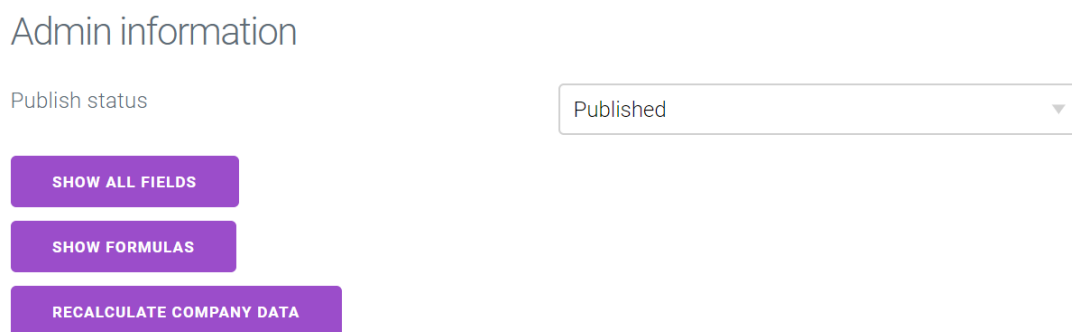 Admin information
Publish status
Published
SHOW ALL FIELDS
SHOW FORMULAS
RECALCULATE COMPANY DATA